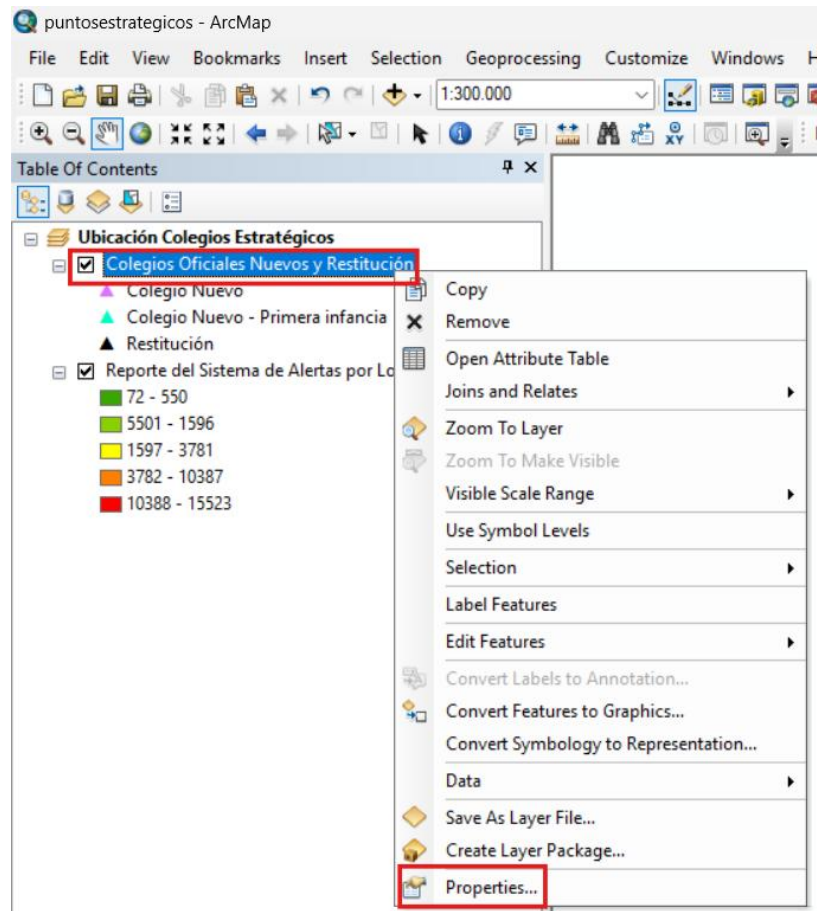 puntosestrategicos - ArcMap
File Edit View Bookmarks Insert Selection Geoprocessing Customize Windows H
1:300.000
Table Of Contents
Ubicación Colegios Estratégicos
Colegios Oficiales Nuevos y Restitución
Colegio Nuevo
Colegio Nuevo - Primera infancia
Restitución
Reporte del Sistema de Alertas por Lo
72 - 550
5501 - 1596
1597 - 3781
3782 - 10387
10388 - 15523
Copy
Remove
Open Attribute Table
Joins and Relates
Zoom To Layer
Zoom To Make Visible
Visible Scale Range
Use Symbol Levels
Selection
Label Features
Edit Features
Convert Labels to Annotation...
Convert Features to Graphics...
Convert Symbology to Representation...
Data
Save As Layer File...
Create Layer Package...
Properties...